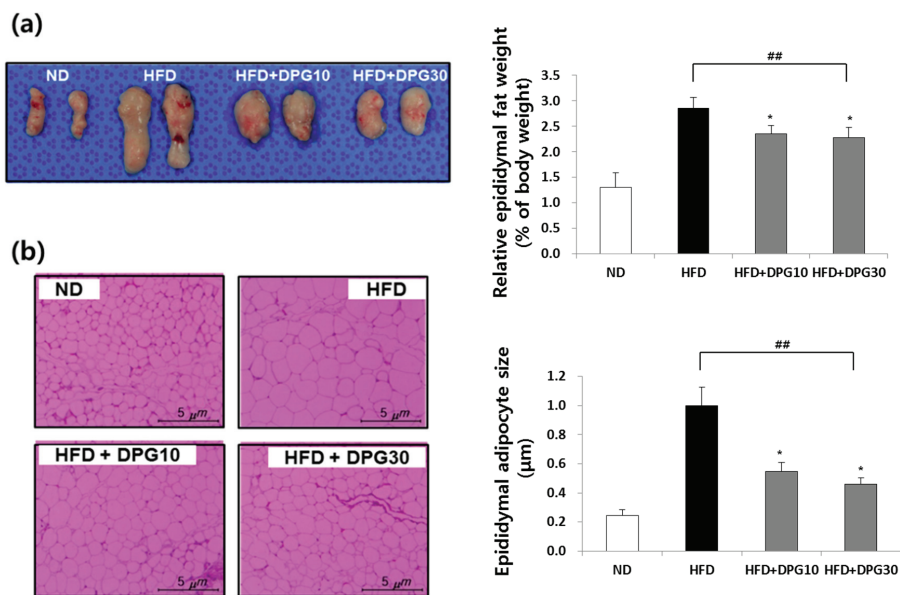 (a)
ND HFD HFD+DPG10 HFD+DPG30
Relative epididymal fat weight
(% of body weight)
##
3.5
3.0
2.5
2.0
1.5
1.0
0.5
0.0
* *
ND HFD HFD+DPG10 HFD+DPG30
(b)
ND
5 μm
HFD
5 μm
HFD + DPG10
5 μm
HFD + DPG30
5 μm
Epididymal adipocyte size
(μm)
##
1.2
1.0
0.8
0.6
0.4
0.2
0.0
* *
ND HFD HFD+DPG10 HFD+DPG30